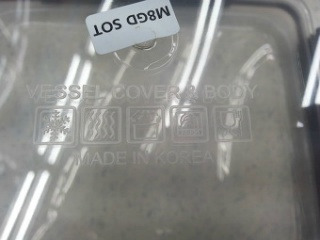 M8GD SOT
VESSEL COVER & BODY
MADE IN KOREA